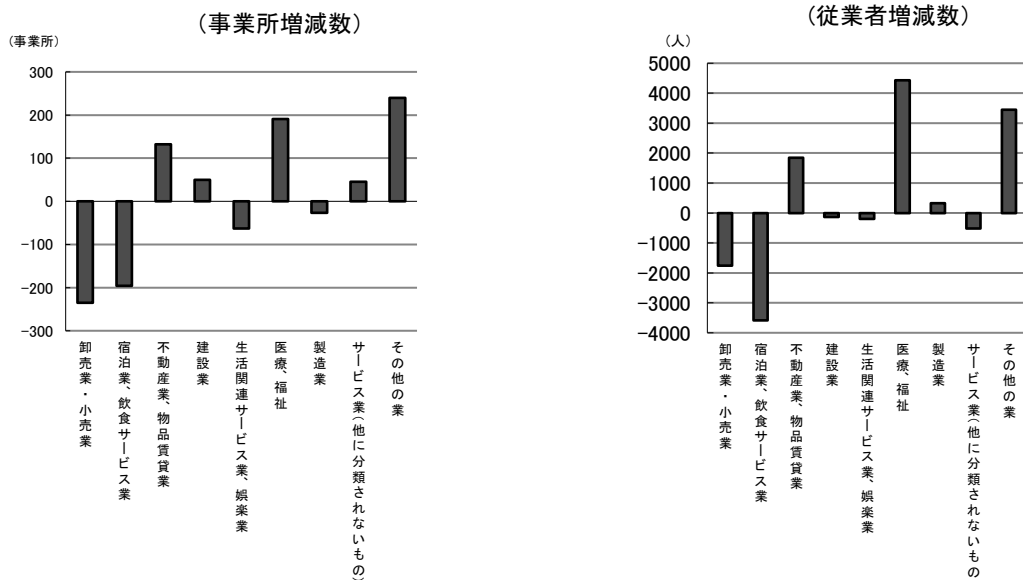 （事業所増減数）
（事業所）
300
200
100
0
−100
−200
−300
卸売業・小売業
宿泊業、飲食サービス業
不動産業、物品賃貸業
建設業
生活関連サービス業、娯楽業
医療、福祉
製造業
サービス業（他に分類されないもの）
その他の業
（従業者増減数）
（人）
5000
4000
3000
2000
1000
0
−1000
−2000
−3000
−4000
卸売業・小売業
宿泊業、飲食サービス業
不動産業、物品賃貸業
建設業
生活関連サービス業、娯楽業
医療、福祉
製造業
サービス業（他に分類されないもの
その他の業